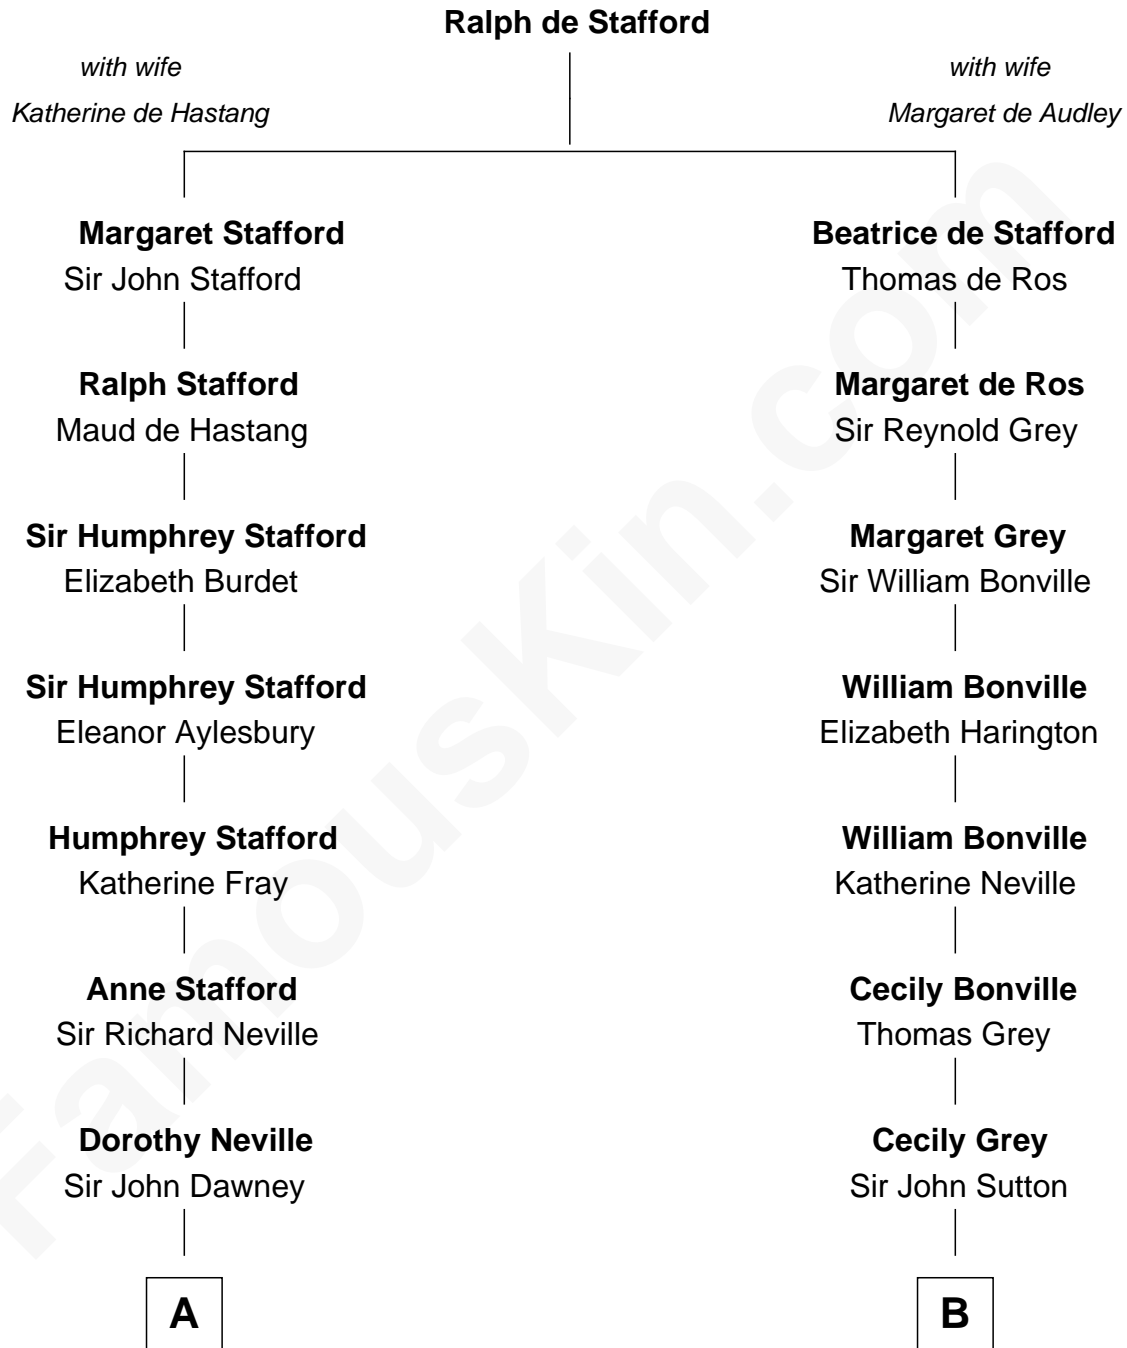 Ralph de Stafford
with wife
Katherine de Hastang
with wife
Margaret de Audley
Margaret Stafford
Sir John Stafford
Beatrice de Stafford
Thomas de Ros
Ralph Stafford
Maud de Hastang
Margaret de Ros
Sir Reynold Grey
Sir Humphrey Stafford
Elizabeth Burdet
Margaret Grey
Sir William Bonville
Sir Humphrey Stafford
Eleanor Aylesbury
William Bonville
Elizabeth Harington
Humphrey Stafford
Katherine Fray
William Bonville
Katherine Neville
Anne Stafford
Sir Richard Neville
Cecily Bonville
Thomas Grey
Dorothy Neville
Sir John Dawney
Cecily Grey
Sir John Sutton
A
B
FamousKin.com